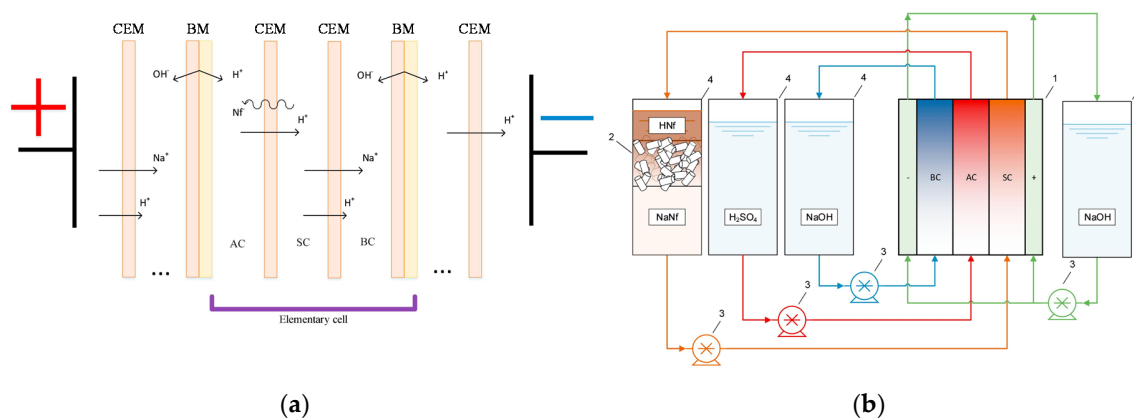 CEM BM CEM CEM BM CEM
OH⁻ H⁺ OH⁻ H⁺
Nf⁻ H⁺ H⁺
Na⁺ Na⁺
H⁺ H⁺
AC SC BC
... ...
Elementary cell
(a)
4 4 4 1
2 HNf
- BC AC SC +
NaNf H₂SO₄ NaOH NaOH
3
3
3
3
(b)